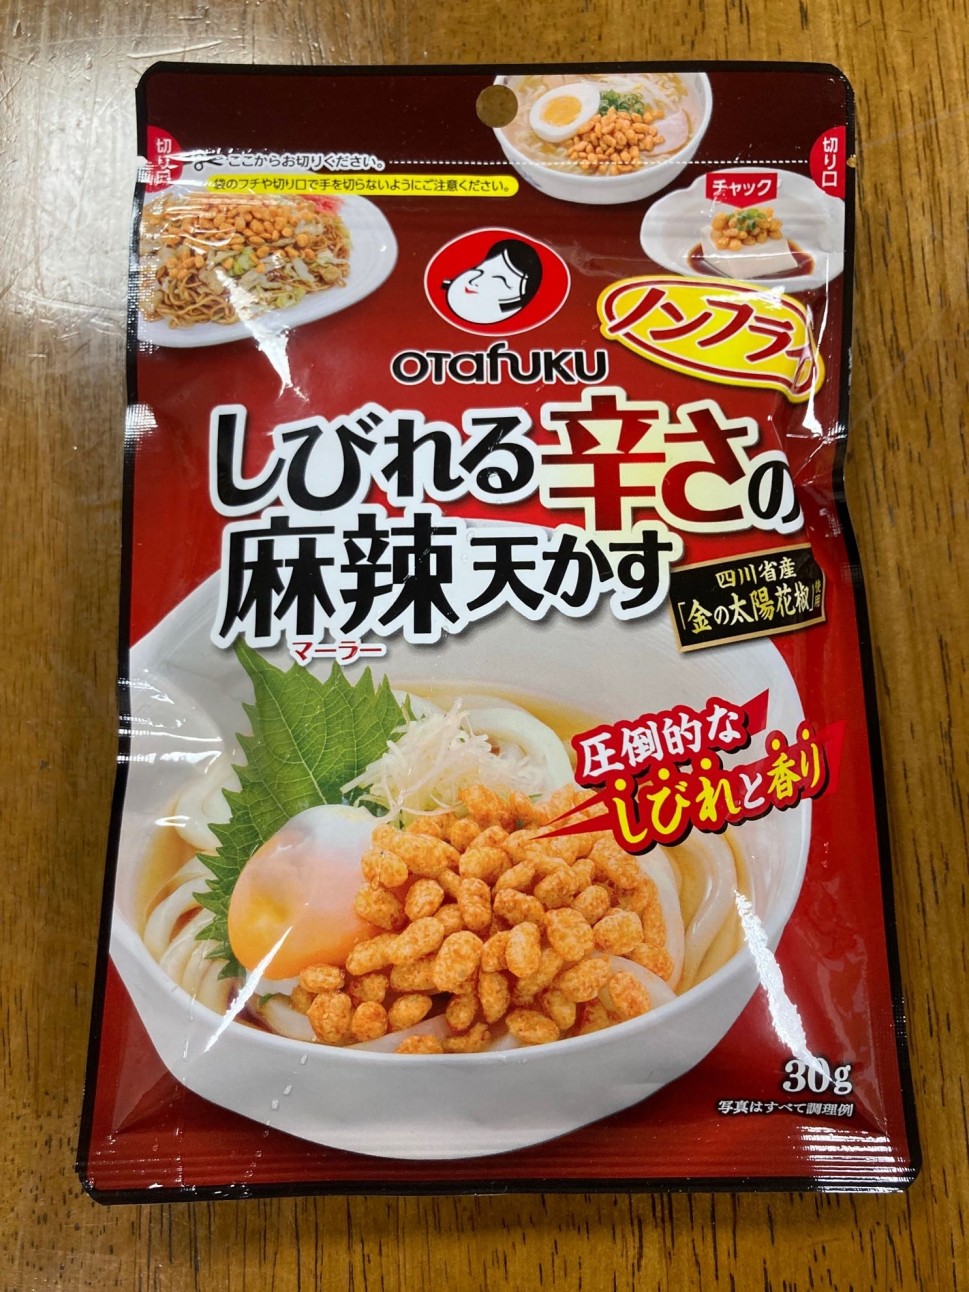 切り口
ここからお切りください。
切り口
袋のフチや切り口で手を切らないようにご注意ください。
チャック
OTafuKU
ノンフライ
しびれる辛さの
麻辣天かす
マーラー
四川省産
「金の太陽花椒」使用
圧倒的な
しびれと香り
30g
写真はすべて調理例